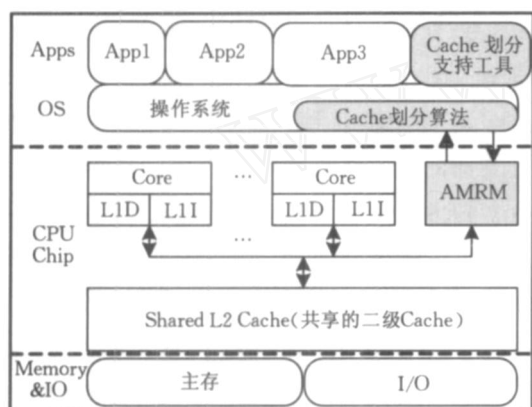 Apps App1 App2 App3 Cache 划分
支持工具
OS 操作系统 Cache划分算法
CPU
Chip
Core … Core AMRM
L1D L1I … L1D L1I
Shared L2 Cache(共享的二级Cache)
Memory
&IO
主存 I/O